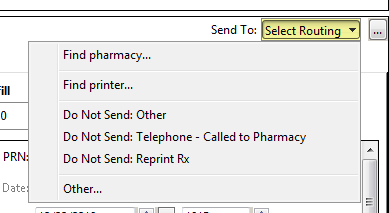 Send To: Select Routing ...
Find pharmacy...
Find printer...
Do Not Send: Other
Do Not Send: Telephone - Called to Pharmacy
Do Not Send: Reprint Rx
Other...
fill
0
PRN:
Date: